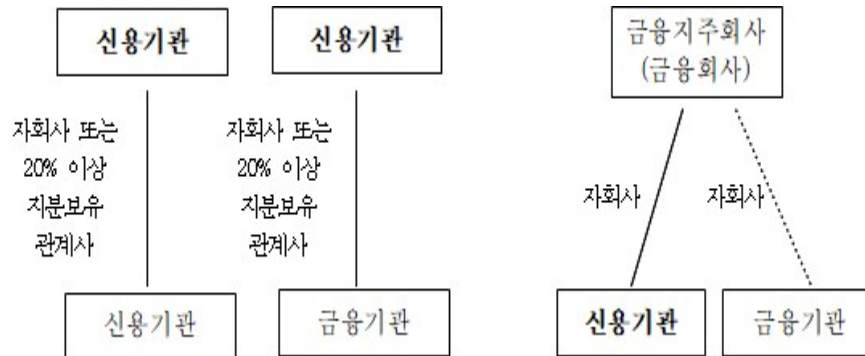 신용기관
자회사 또는
20% 이상
지분보유
관계사
신용기관
신용기관
자회사 또는
20% 이상
지분보유
관계사
금융기관
금융지주회사
(금융회사)
자회사
자회사
신용기관
금융기관